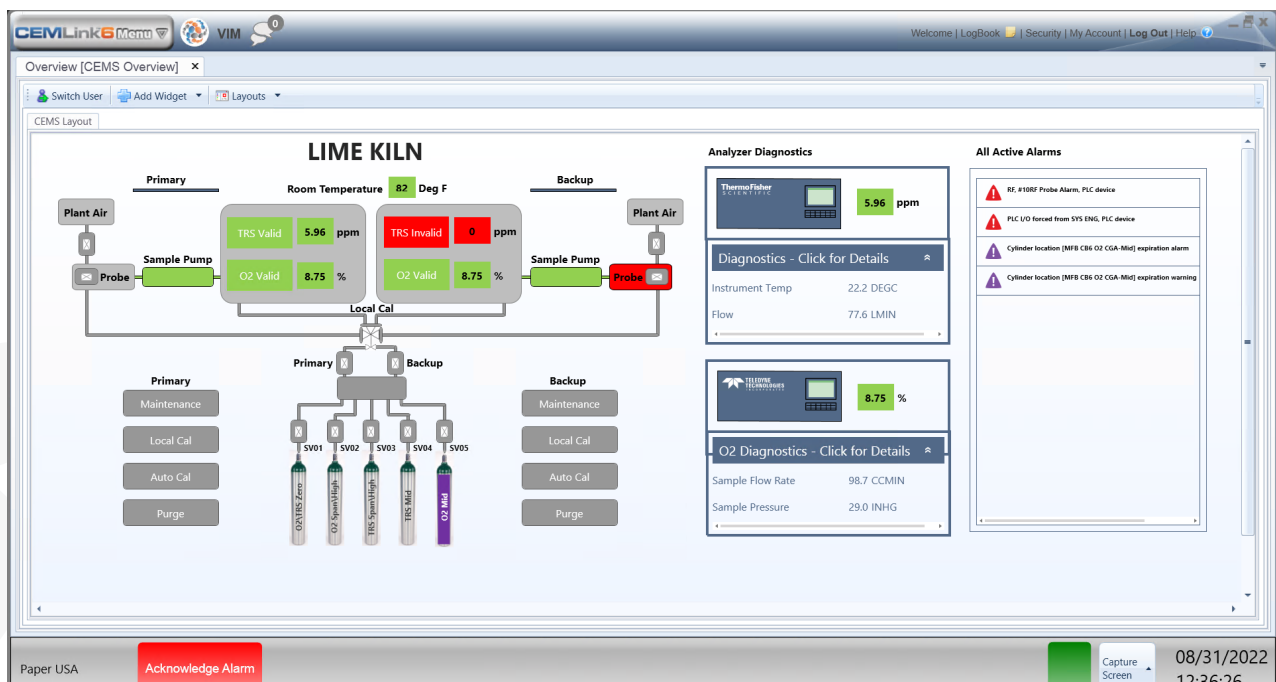 CEMLink6 Menu
VIM
0
Welcome | LogBook | Security | My Account | Log Out | Help
Overview [CEMS Overview]
Switch User
Add Widget
Layouts
CEMS Layout
LIME KILN
Primary
Room Temperature 82 Deg F
Backup
Plant Air
Plant Air
TRS Valid 5.96 ppm
TRS Invalid 0 ppm
Sample Pump
Sample Pump
Probe
O2 Valid 8.75 %
O2 Valid 8.75 %
Probe
Local Cal
Primary
Backup
Primary
Maintenance
Local Cal
Auto Cal
Purge
SV01
SV02
SV03
SV04
SV05
O2\TRS Zero
O2 Span\High
TRS Span\High
TRS Mid
O2 Mid
Backup
Maintenance
Local Cal
Auto Cal
Purge
Analyzer Diagnostics
ThermoFisher
SCIENTIFIC
5.96 ppm
Diagnostics - Click for Details
Instrument Temp 22.2 DEGC
Flow 77.6 LMIN
TELEDYNE
TECHNOLOGIES
INCORPORATED
8.75 %
O2 Diagnostics - Click for Details
Sample Flow Rate 98.7 CCMIN
Sample Pressure 29.0 INHG
All Active Alarms
RF, #10RF Probe Alarm, PLC device
PLC I/O forced from SYS ENG, PLC device
Cylinder location [MFB CB6 O2 CGA-Mid] expiration alarm
Cylinder location [MFB CB6 O2 CGA-Mid] expiration warning
Paper USA
Acknowledge Alarm
Capture
Screen
08/31/2022
12:36:26